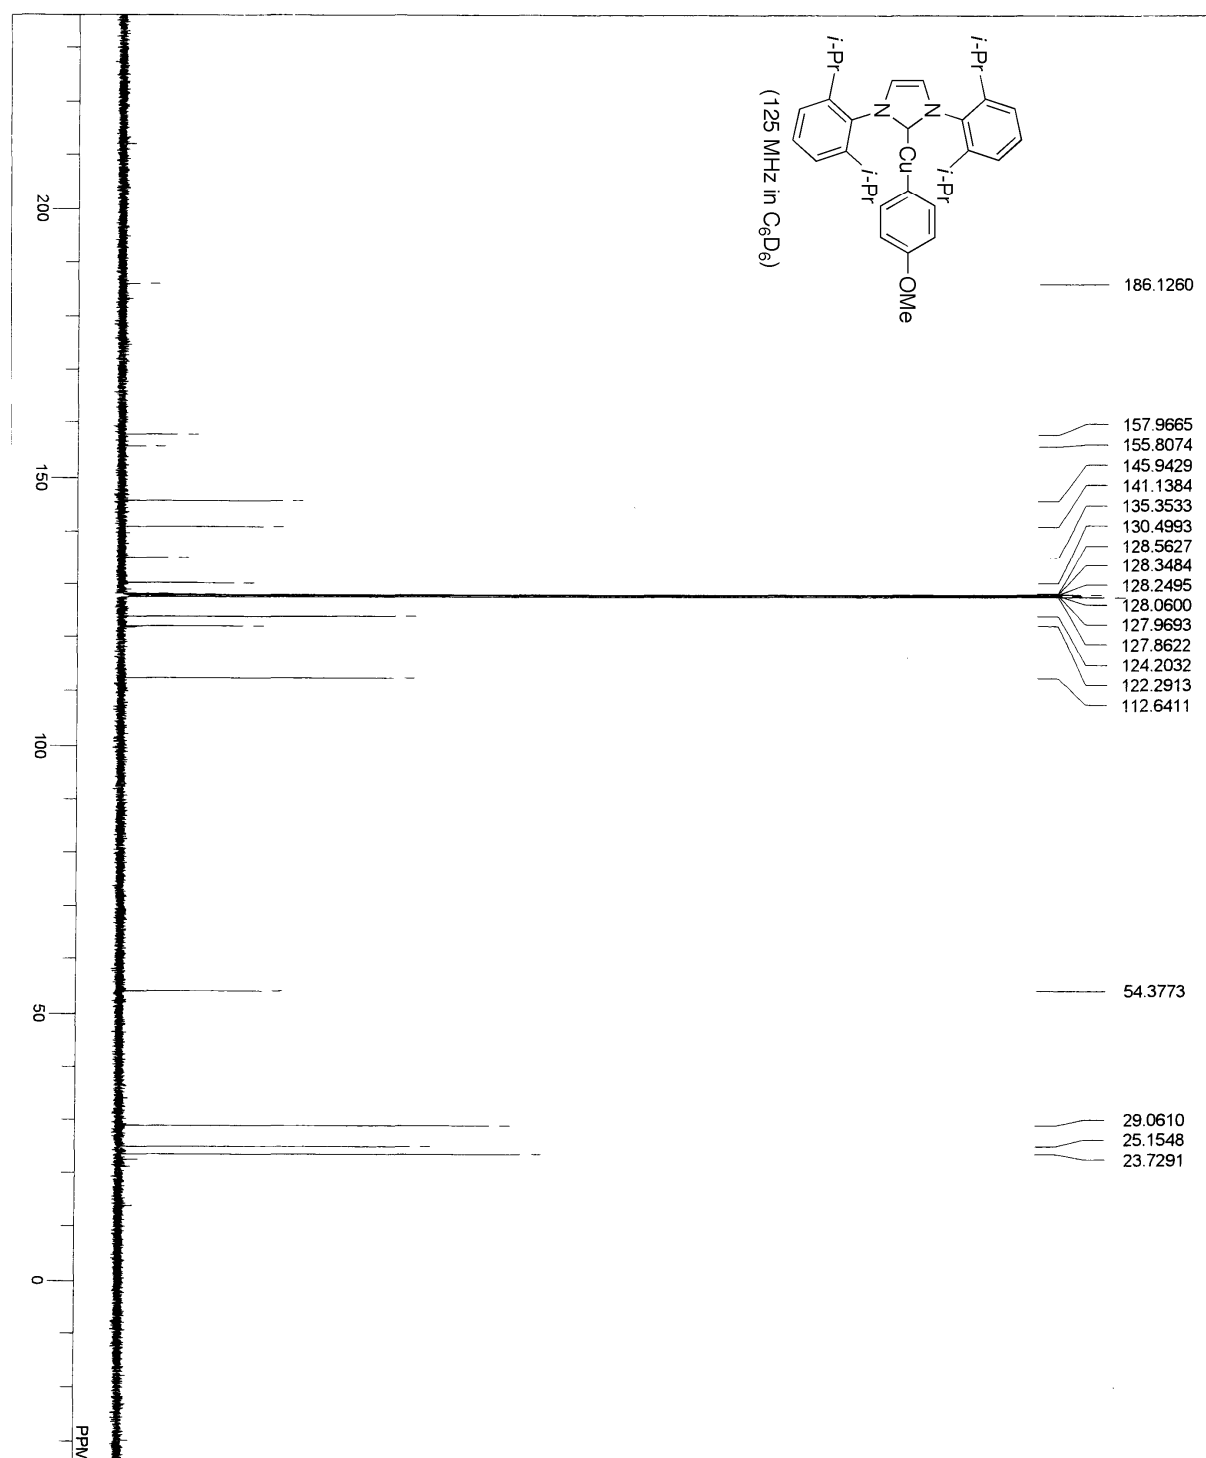 i-Pr
i-Pr
N
N
Cu
i-Pr
i-Pr
OMe
(125 MHz in C₆D₆)
186.1260
157.9665
155.8074
145.9429
141.1384
135.3533
130.4993
128.5627
128.3484
128.2495
128.0600
127.9693
127.8622
124.2032
122.2913
112.6411
54.3773
29.0610
25.1548
23.7291
200
150
100
50
0
PPM